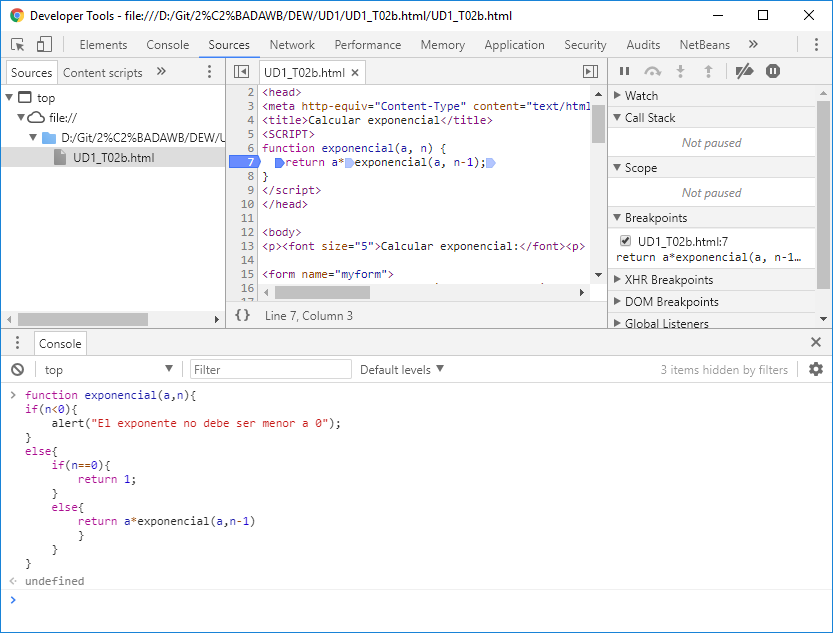 Developer Tools - file:///D:/Git/2%C2%BADAWB/DEW/UD1/UD1_T02b.html/UD1_T02b.html
Elements Console Sources Network Performance Memory Application Security Audits NetBeans »
Sources Content scripts »
top
file://
D:/Git/2%C2%BADAWB/DEW/U
UD1_T02b.html
UD1_T02b.html ×
2 <head>
3 <meta http-equiv="Content-Type" content="text/html
4 <title>Calcular exponencial</title>
5 <SCRIPT>
6 function exponencial(a, n) {
7 return a* exponencial(a, n-1);
8 }
9 </script>
10 </head>
11
12 <body>
13 <p><font size="5">Calcular exponencial:</font><p>
14
15 <form name="myform">
16
17
{} Line 7, Column 3
Watch
Call Stack
Not paused
Scope
Not paused
Breakpoints
UD1_T02b.html:7
return a*exponencial(a, n-1…
XHR Breakpoints
DOM Breakpoints
Global Listeners
Console
top Filter Default levels 3 items hidden by filters
> function exponencial(a,n){
if(n<0){
alert("El exponente no debe ser menor a 0");
}
else{
if(n==0){
return 1;
}
else{
return a*exponencial(a,n-1)
}
}
}
undefined
>